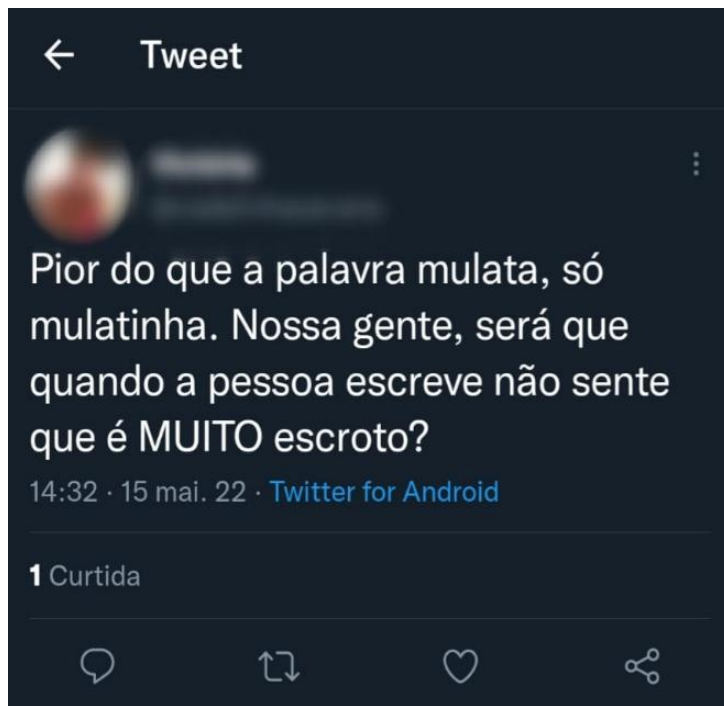 Tweet
Pior do que a palavra mulata, só
mulatinha. Nossa gente, será que
quando a pessoa escreve não sente
que é MUITO escroto?
14:32 · 15 mai. 22 · Twitter for Android
1 Curtida